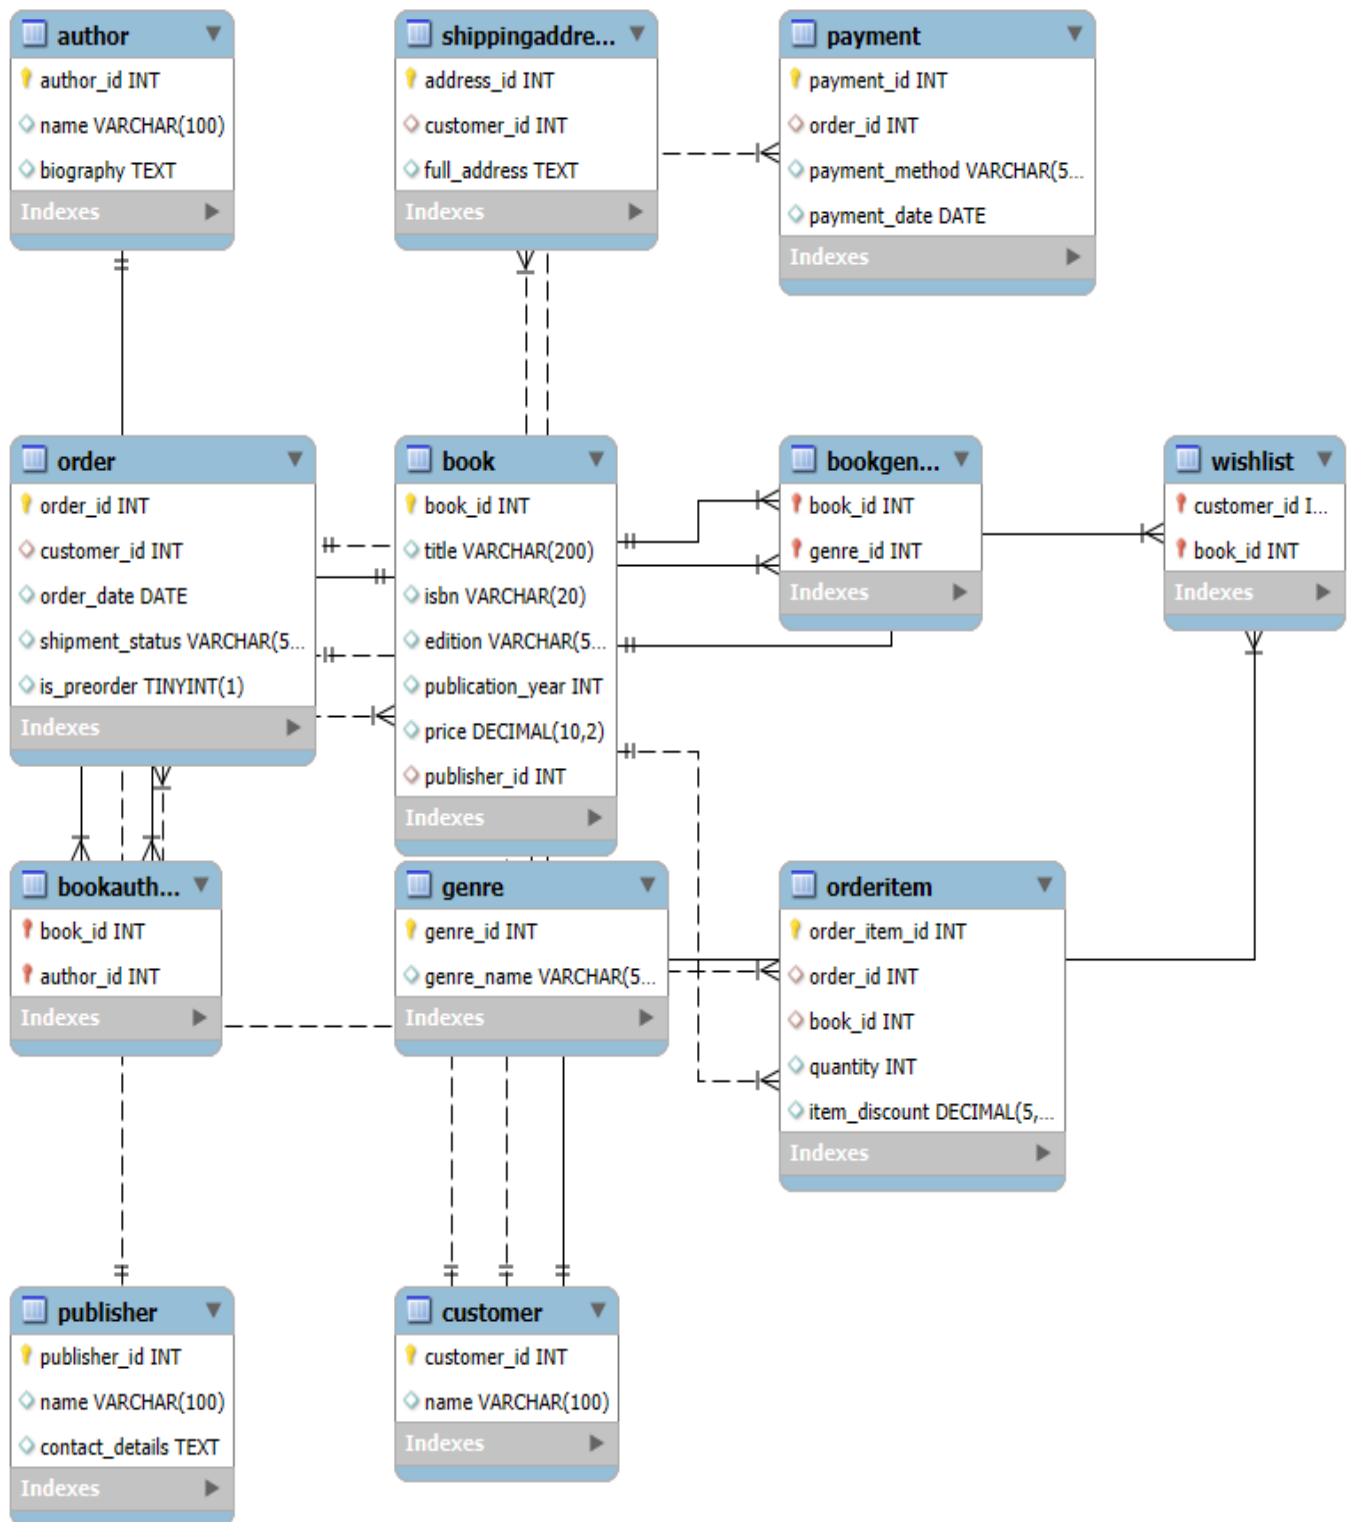 author
author_id INT
name VARCHAR(100)
biography TEXT
Indexes
shippingaddre...
address_id INT
customer_id INT
full_address TEXT
Indexes
payment
payment_id INT
order_id INT
payment_method VARCHAR(5...
payment_date DATE
Indexes
order
order_id INT
customer_id INT
order_date DATE
shipment_status VARCHAR(5...
is_preorder TINYINT(1)
Indexes
book
book_id INT
title VARCHAR(200)
isbn VARCHAR(20)
edition VARCHAR(5...
publication_year INT
price DECIMAL(10,2)
publisher_id INT
Indexes
bookgen...
book_id INT
genre_id INT
Indexes
wishlist
customer_id I...
book_id INT
Indexes
bookauth...
book_id INT
author_id INT
Indexes
genre
genre_id INT
genre_name VARCHAR(5...
Indexes
orderitem
order_item_id INT
order_id INT
book_id INT
quantity INT
item_discount DECIMAL(5,...
Indexes
publisher
publisher_id INT
name VARCHAR(100)
contact_details TEXT
Indexes
customer
customer_id INT
name VARCHAR(100)
Indexes